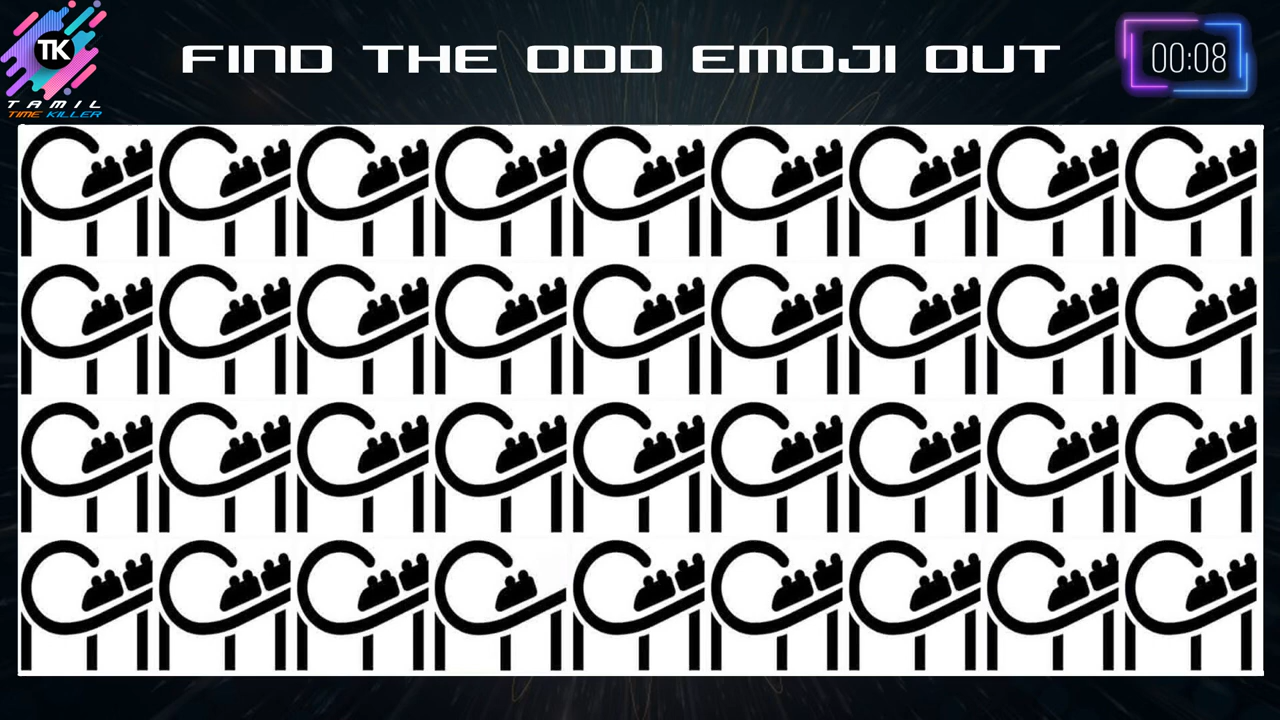 TK
TAMIL
TIME KILLER
FIND THE ODD EMOJI OUT
00:08